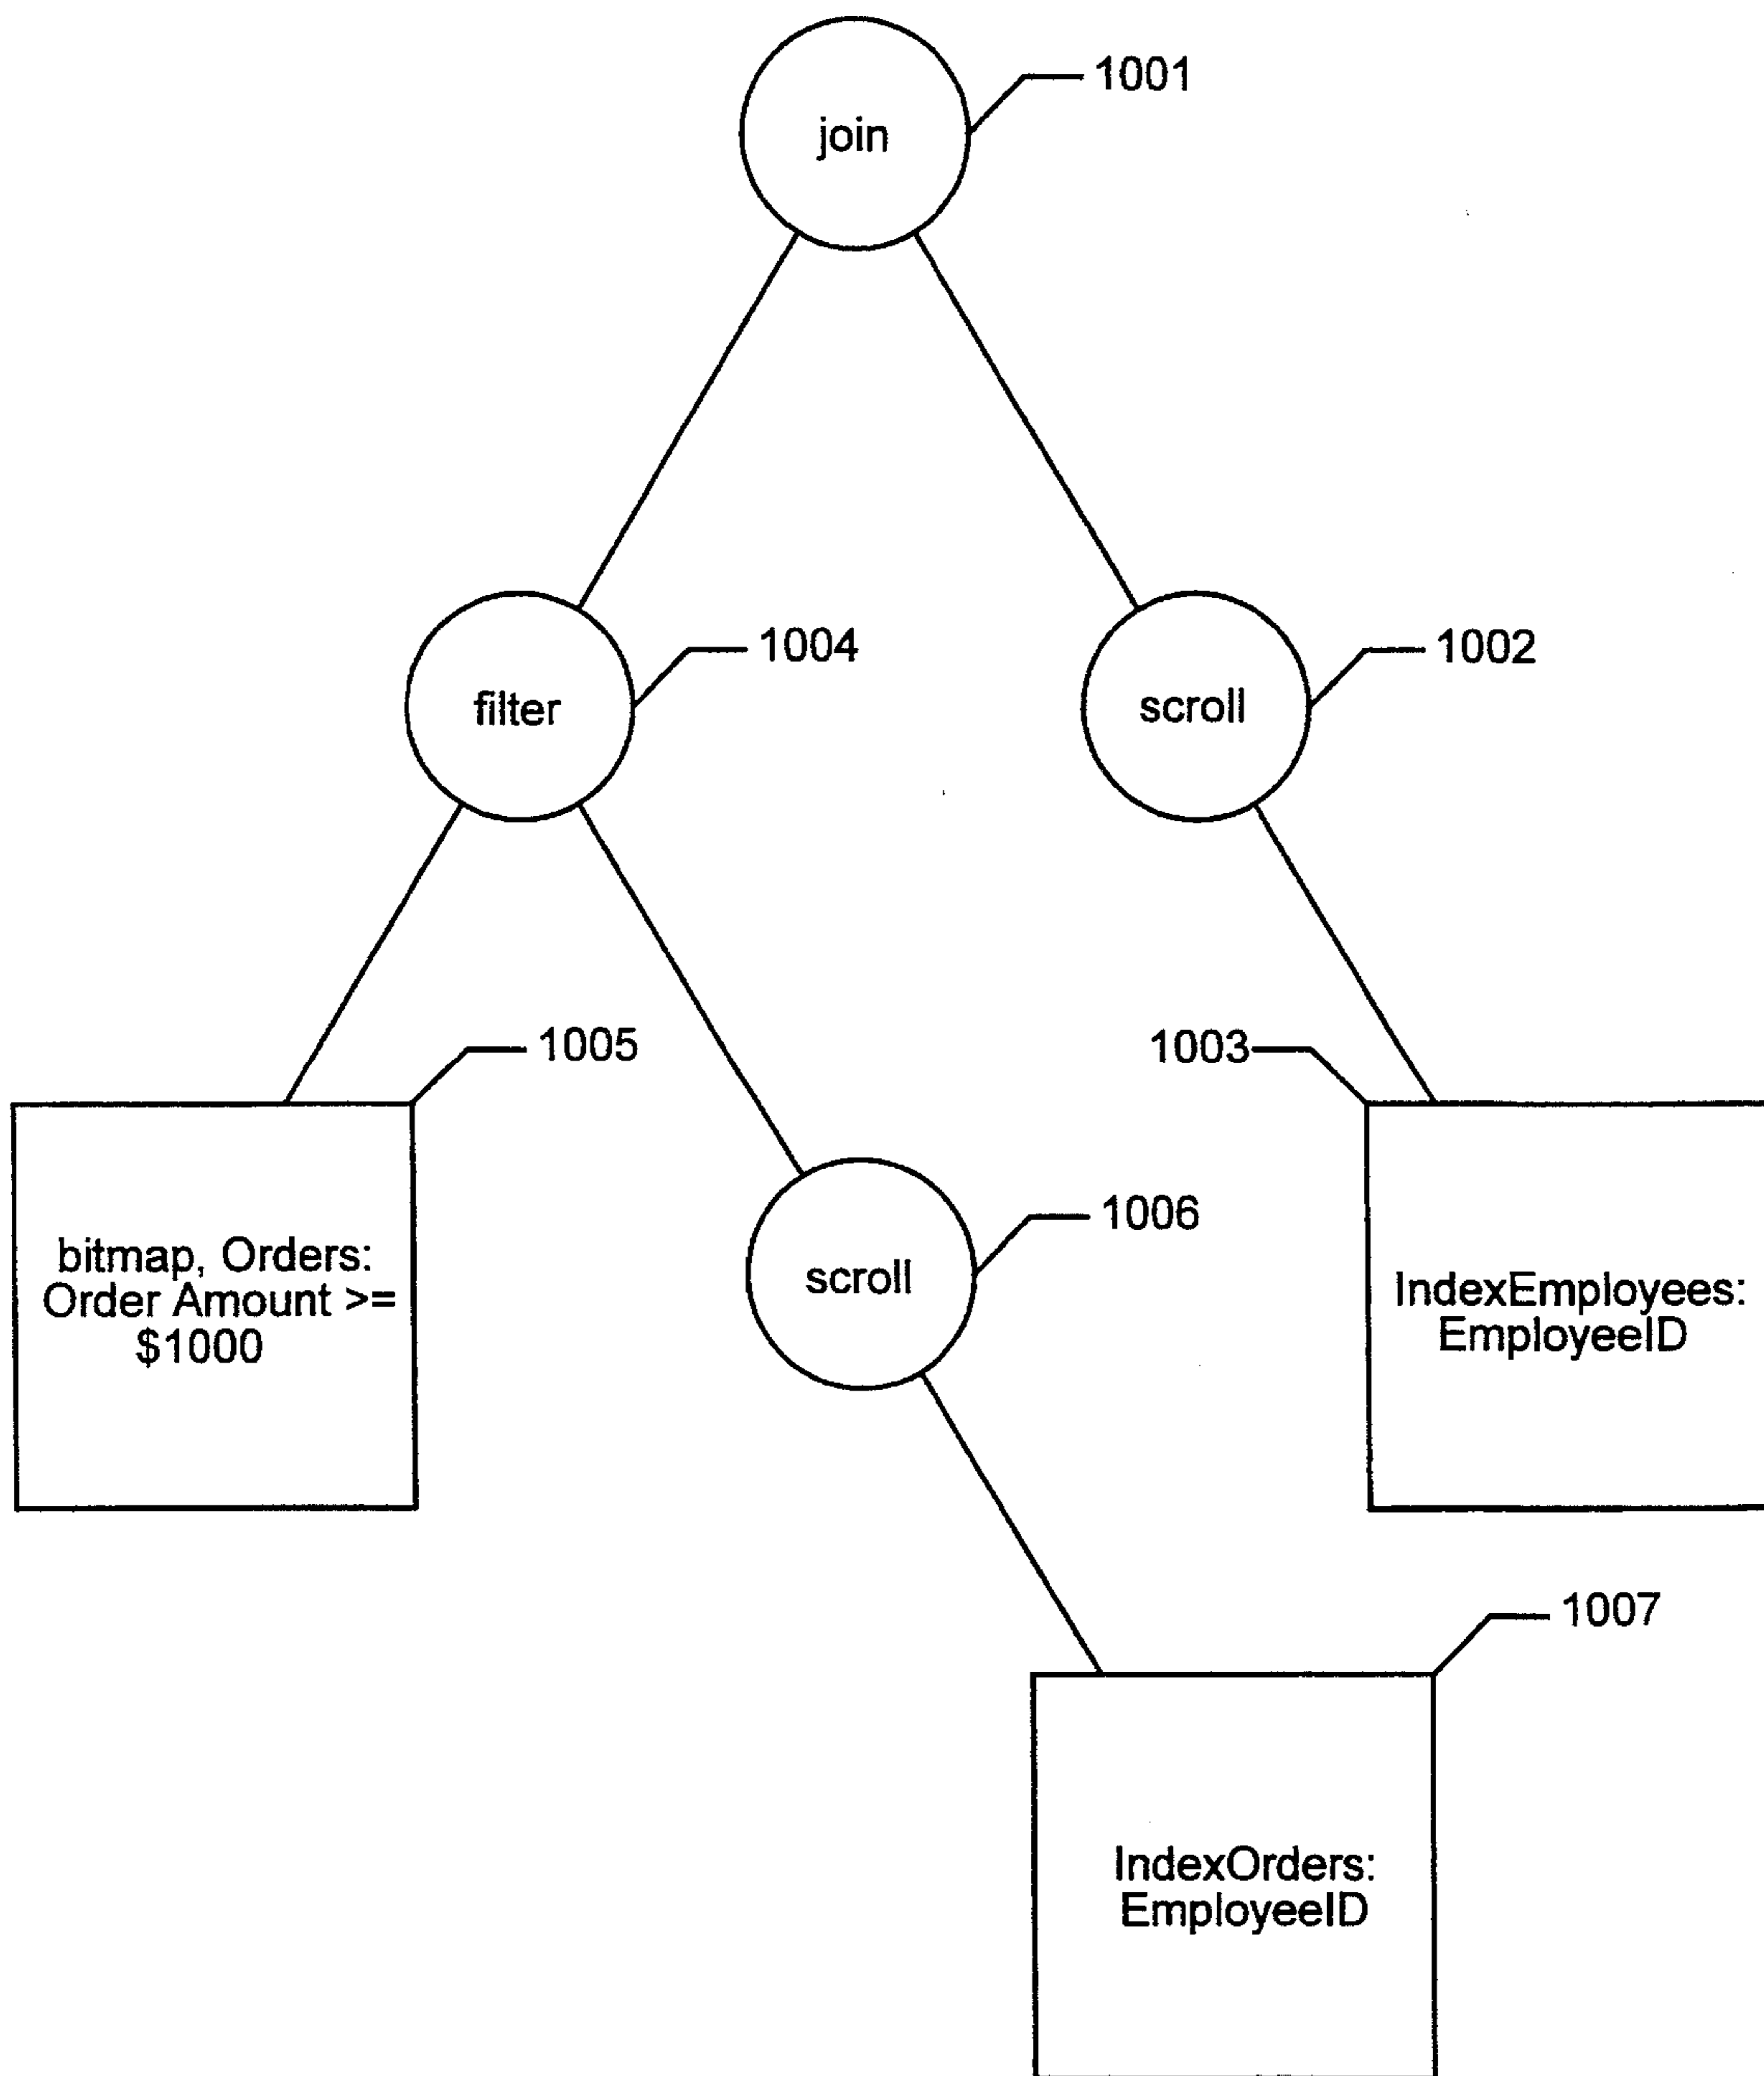 1001
join
1004
1002
filter
scroll
1005
1003
bitmap, Orders:
Order Amount >=
$1000
1006
scroll
IndexEmployees:
EmployeeID
1007
IndexOrders:
EmployeeID